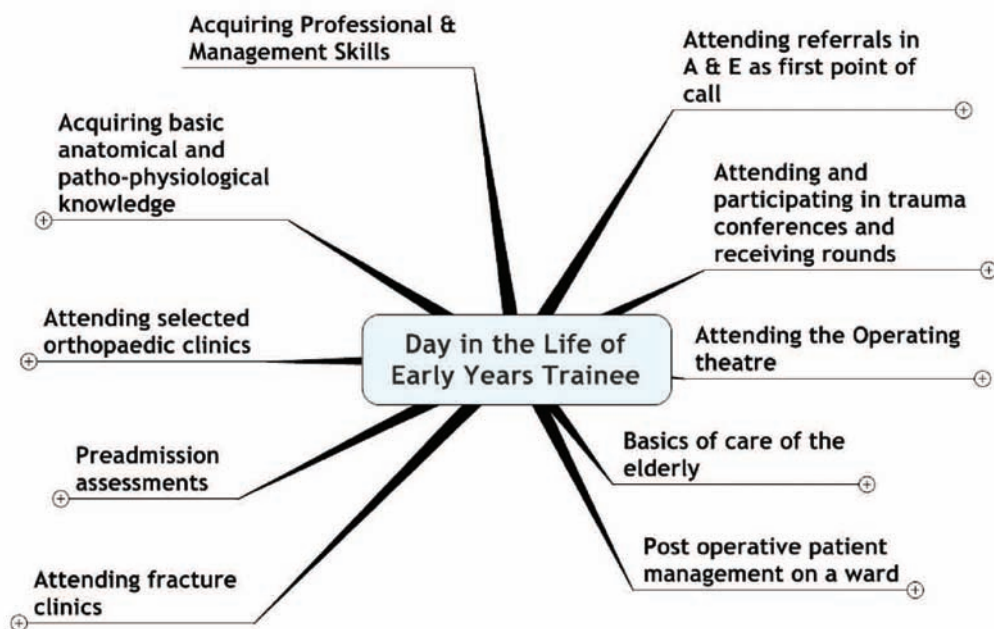 Acquiring Professional &
Management Skills
Attending referrals in
A & E as first point of
call
Acquiring basic
anatomical and
patho-physiological
knowledge
Attending and
participating in trauma
conferences and
receiving rounds
Attending selected
orthopaedic clinics
Day in the Life of
Early Years Trainee
Attending the Operating
theatre
Preadmission
assessments
Basics of care of the
elderly
Attending fracture
clinics
Post operative patient
management on a ward